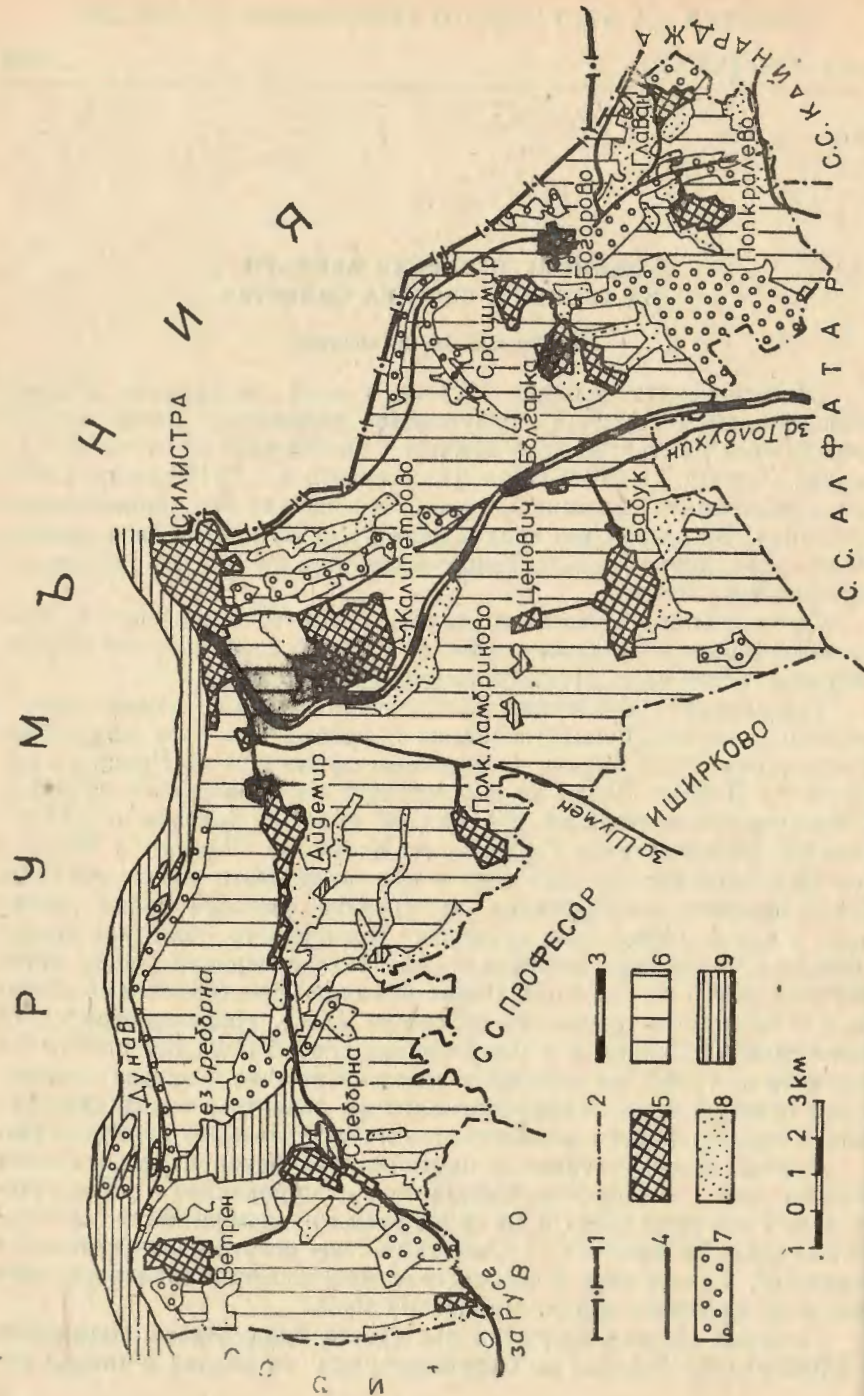 РУМЪНИЯ
Дунав
СИЛИСТРА
Ветрен
ез Сребърна
Сребърна
Айдемир
Калипетрово
Полк. Ламбриново
Ценович
Бабук
Българка
Срацимир
Богорово
Главан
Попкралево
С.С. КАЙНАРДЖА
С.С. АЛФАТАР
за Толбухин
ИШИРКОВО
за Шумен
С С ПРОФЕСОР
за Русе
1
2
3
4
5
6
7
8
9
1 0 1 2 3 км